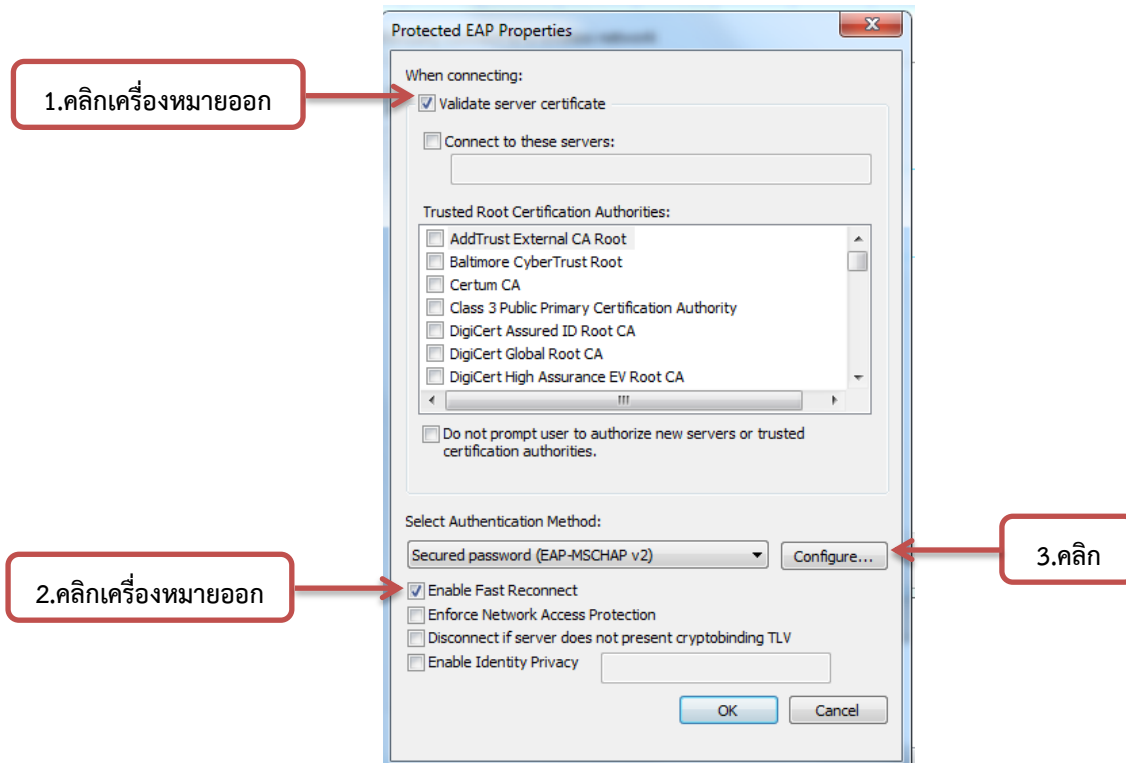 Protected EAP Properties
When connecting:
1.คลิกเครื่องหมายออก
Validate server certificate
Connect to these servers:
Trusted Root Certification Authorities:
AddTrust External CA Root
Baltimore CyberTrust Root
Certum CA
Class 3 Public Primary Certification Authority
DigiCert Assured ID Root CA
DigiCert Global Root CA
DigiCert High Assurance EV Root CA
Do not prompt user to authorize new servers or trusted
certification authorities.
Select Authentication Method:
Secured password (EAP-MSCHAP v2)
Configure...
3.คลิก
2.คลิกเครื่องหมายออก
Enable Fast Reconnect
Enforce Network Access Protection
Disconnect if server does not present cryptobinding TLV
Enable Identity Privacy
OK
Cancel